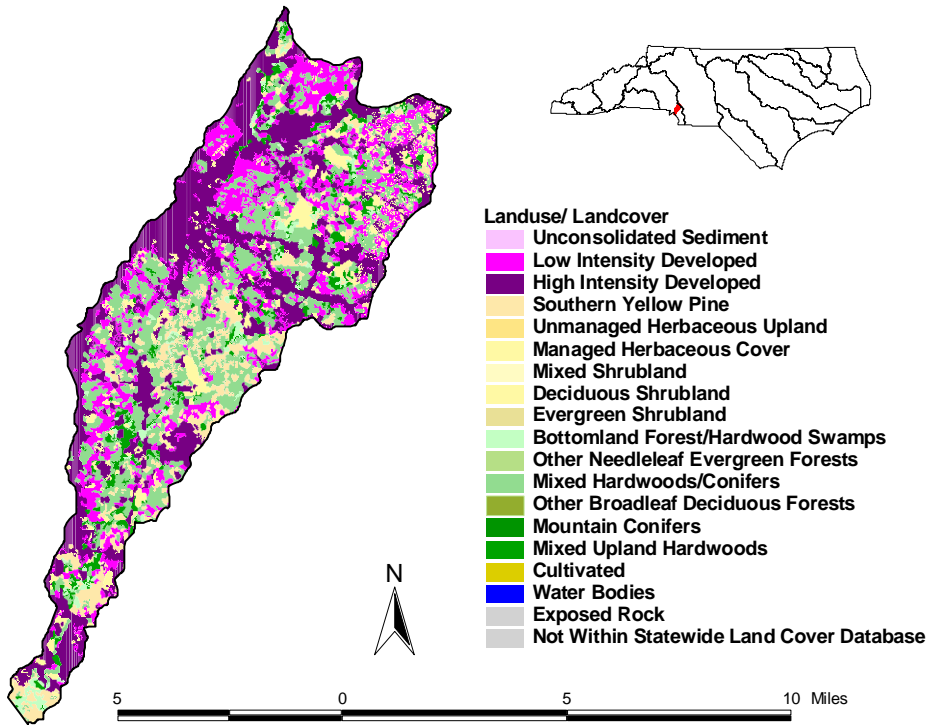 Landuse/ Landcover
Unconsolidated Sediment
Low Intensity Developed
High Intensity Developed
Southern Yellow Pine
Unmanaged Herbaceous Upland
Managed Herbaceous Cover
Mixed Shrubland
Deciduous Shrubland
Evergreen Shrubland
Bottomland Forest/Hardwood Swamps
Other Needleleaf Evergreen Forests
Mixed Hardwoods/Conifers
Other Broadleaf Deciduous Forests
Mountain Conifers
Mixed Upland Hardwoods
Cultivated
Water Bodies
Exposed Rock
Not Within Statewide Land Cover Database
N
5 0 5 10 Miles